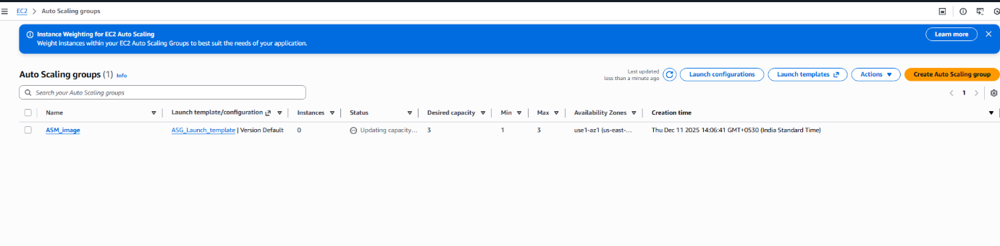 EC2 > Auto Scaling groups
Instance Weighting for EC2 Auto Scaling
Weight instances within your EC2 Auto Scaling Groups to best suit the needs of your application.
Learn more
Auto Scaling groups (1) Info
Last updated
less than a minute ago
Launch configurations
Launch templates
Actions
Create Auto Scaling group
Search your Auto Scaling groups
1
Name Launch template/configuration Instances Status Desired capacity Min Max Availability Zones Creation time
ASM_image ASG_Launch_template | Version Default 0 Updating capacity... 3 1 3 use1-az1 (us-east-... Thu Dec 11 2025 14:06:41 GMT+0530 (India Standard Time)